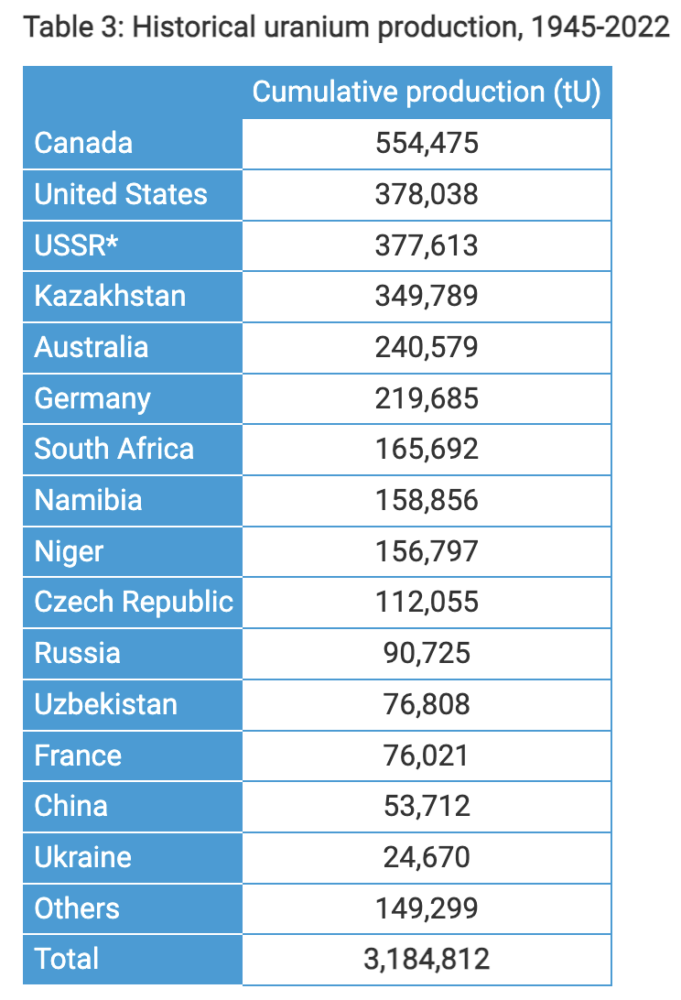 Table 3: Historical uranium production, 1945-2022
Cumulative production (tU)
Canada 554,475
United States 378,038
USSR* 377,613
Kazakhstan 349,789
Australia 240,579
Germany 219,685
South Africa 165,692
Namibia 158,856
Niger 156,797
Czech Republic 112,055
Russia 90,725
Uzbekistan 76,808
France 76,021
China 53,712
Ukraine 24,670
Others 149,299
Total 3,184,812